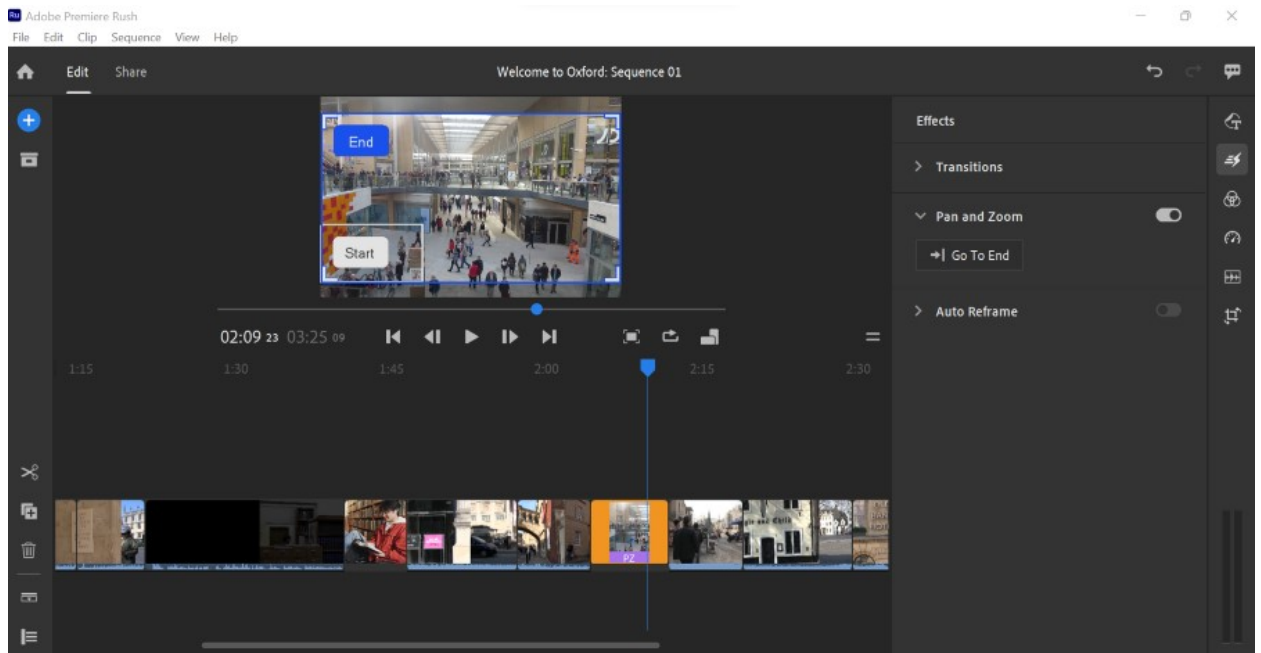 Ru Adobe Premiere Rush
File Edit Clip Sequence View Help
Edit Share Welcome to Oxford: Sequence 01
Effects
End
Transitions
Pan and Zoom
Start
Go To End
Auto Reframe
02:09 23 03:25 09
1:15 1:30 1:45 2:00 2:15 2:30
PZ